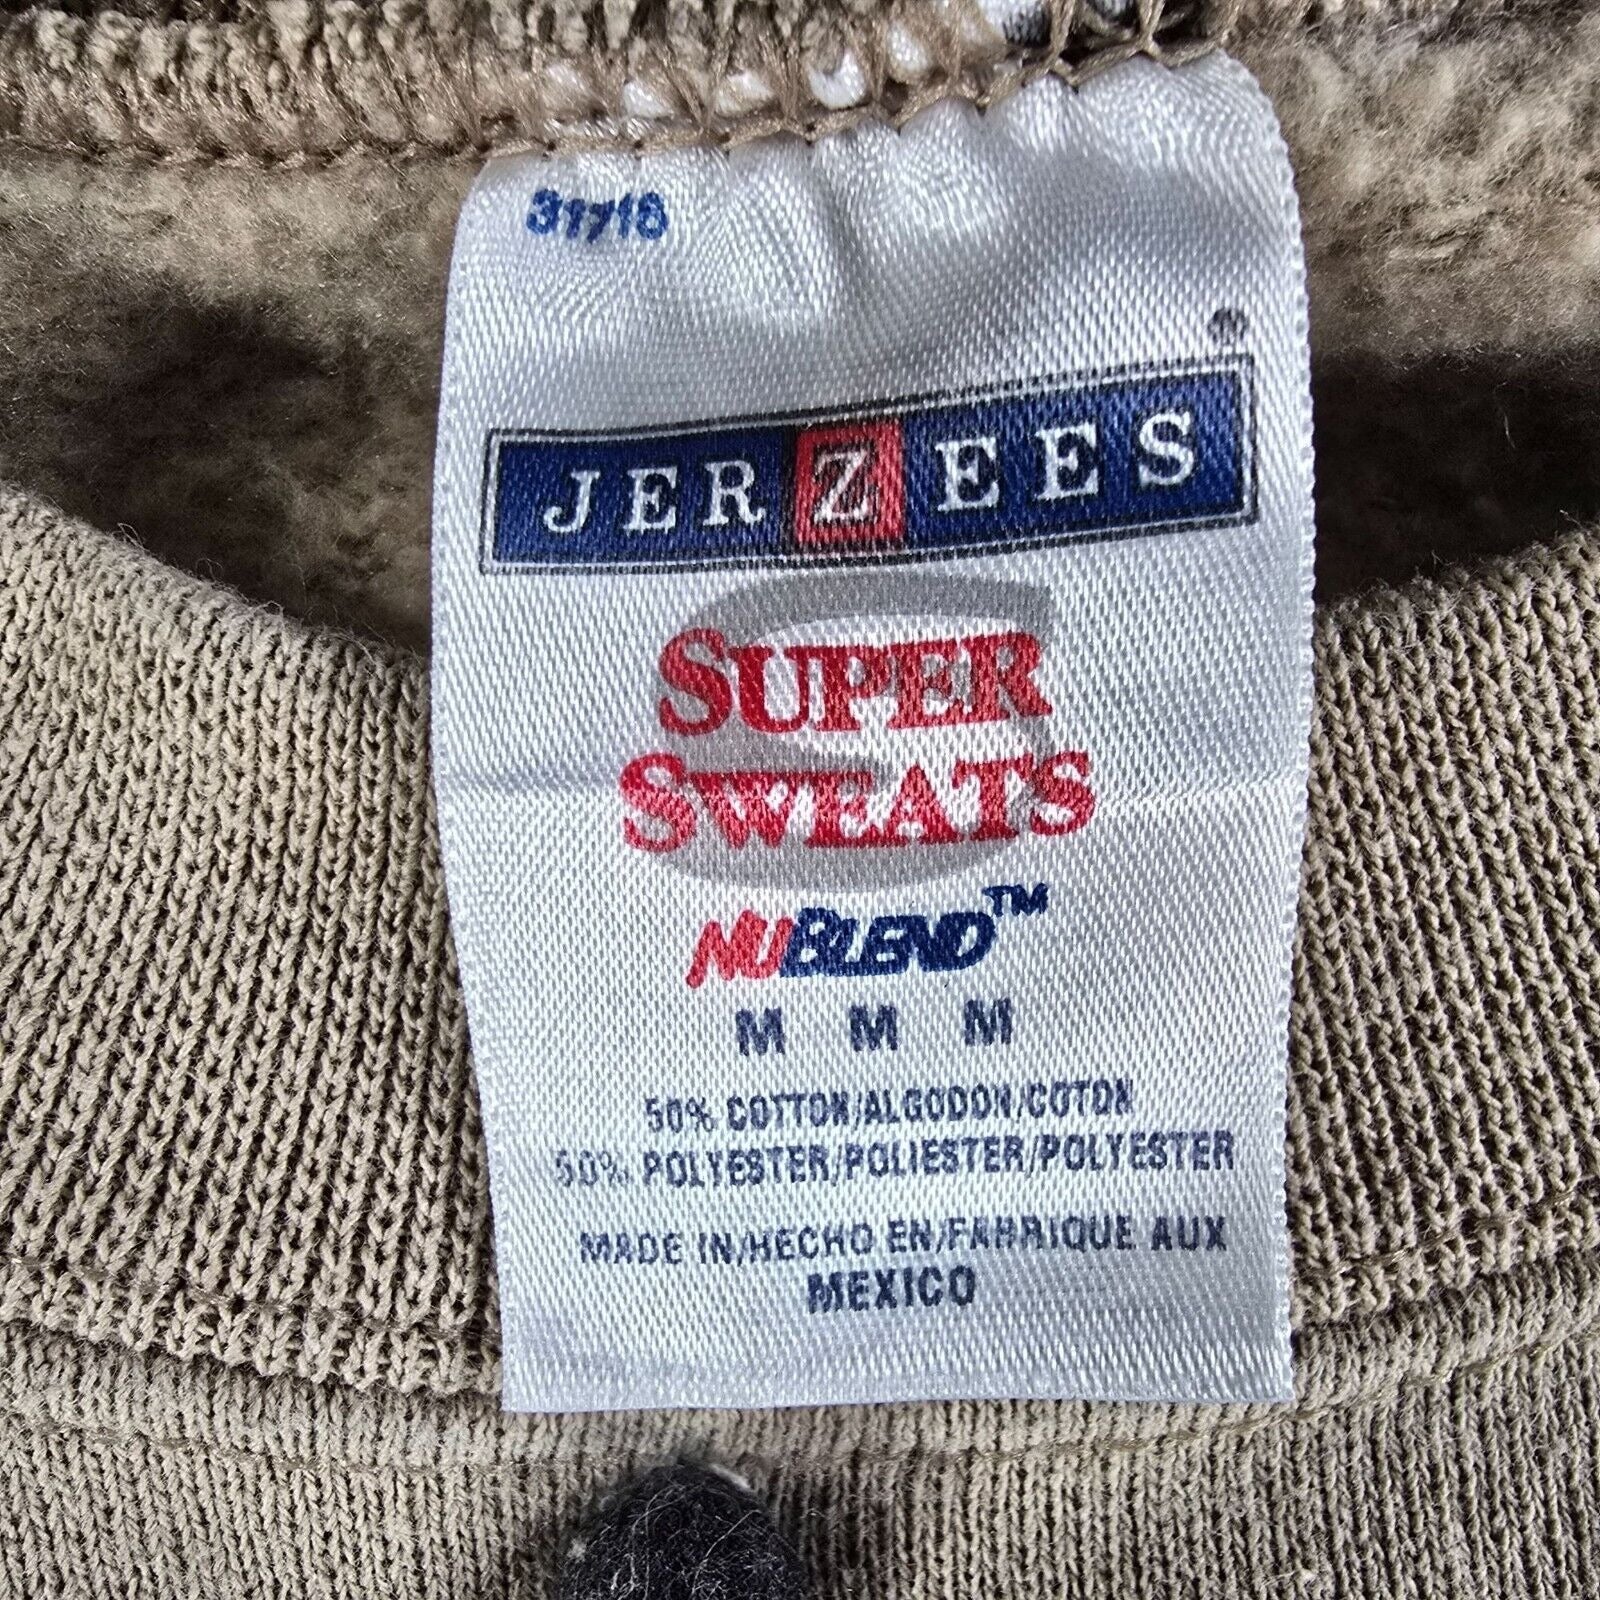 31716
®
JERZEES
SUPER
SWEATS
NUBLEND™
M M M
50% COTTON/ALGODON/COTON
50% POLYESTER/POLIESTER/POLYESTER
MADE IN/HECHO EN/FABRIQUE AUX
MEXICO